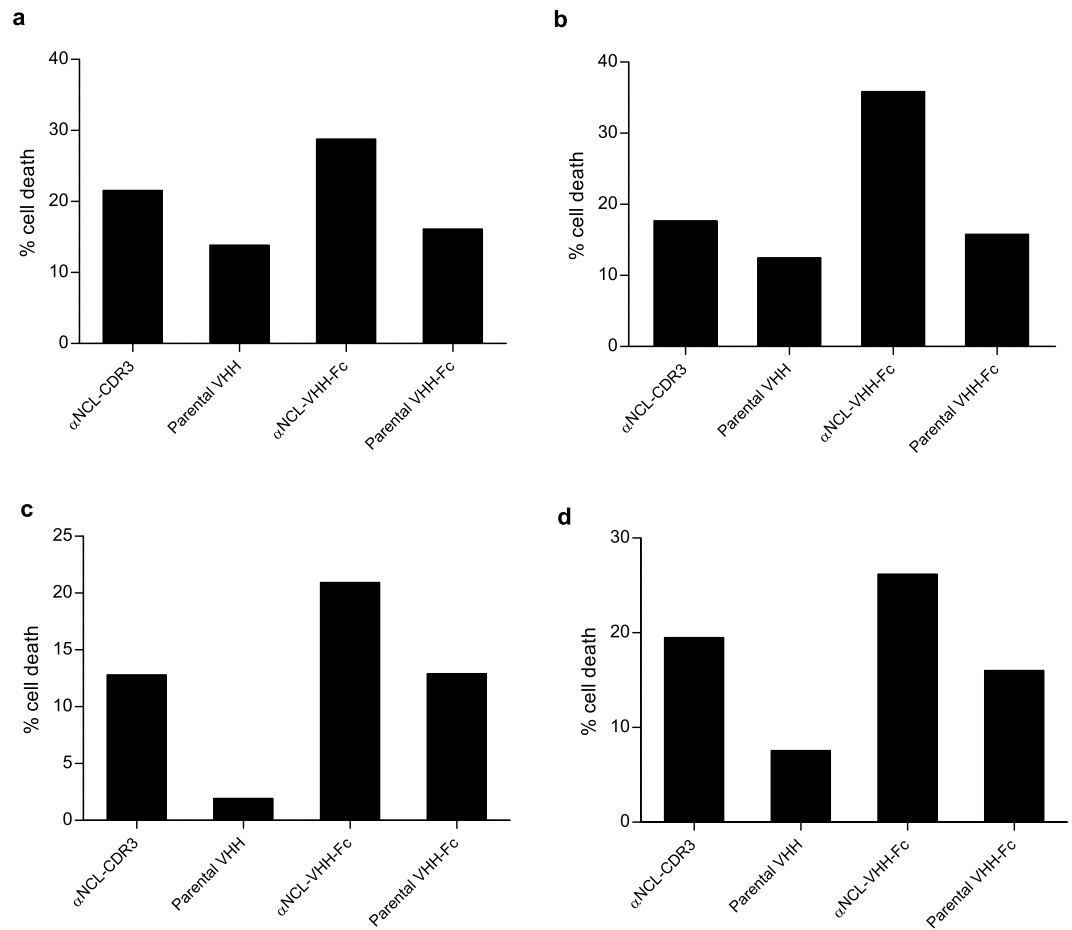 a
% cell death
40
30
20
10
0
αNCL-CDR3
Parental VHH
αNCL-VHH-Fc
Parental VHH-Fc
b
% cell death
40
30
20
10
0
αNCL-CDR3
Parental VHH
αNCL-VHH-Fc
Parental VHH-Fc
c
% cell death
25
20
15
10
5
0
αNCL-CDR3
Parental VHH
αNCL-VHH-Fc
Parental VHH-Fc
d
% cell death
30
20
10
0
αNCL-CDR3
Parental VHH
αNCL-VHH-Fc
Parental VHH-Fc